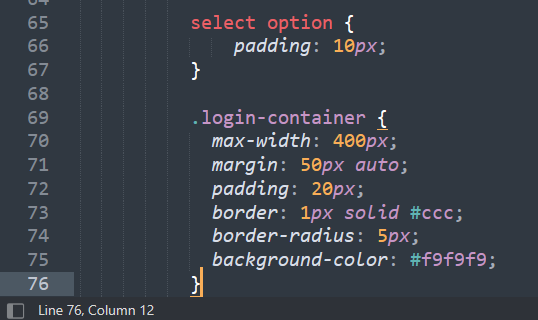 65 select option {
66 padding: 10px;
67 }
68
69 .login-container {
70 max-width: 400px;
71 margin: 50px auto;
72 padding: 20px;
73 border: 1px solid #ccc;
74 border-radius: 5px;
75 background-color: #f9f9f9;
76 }
Line 76, Column 12